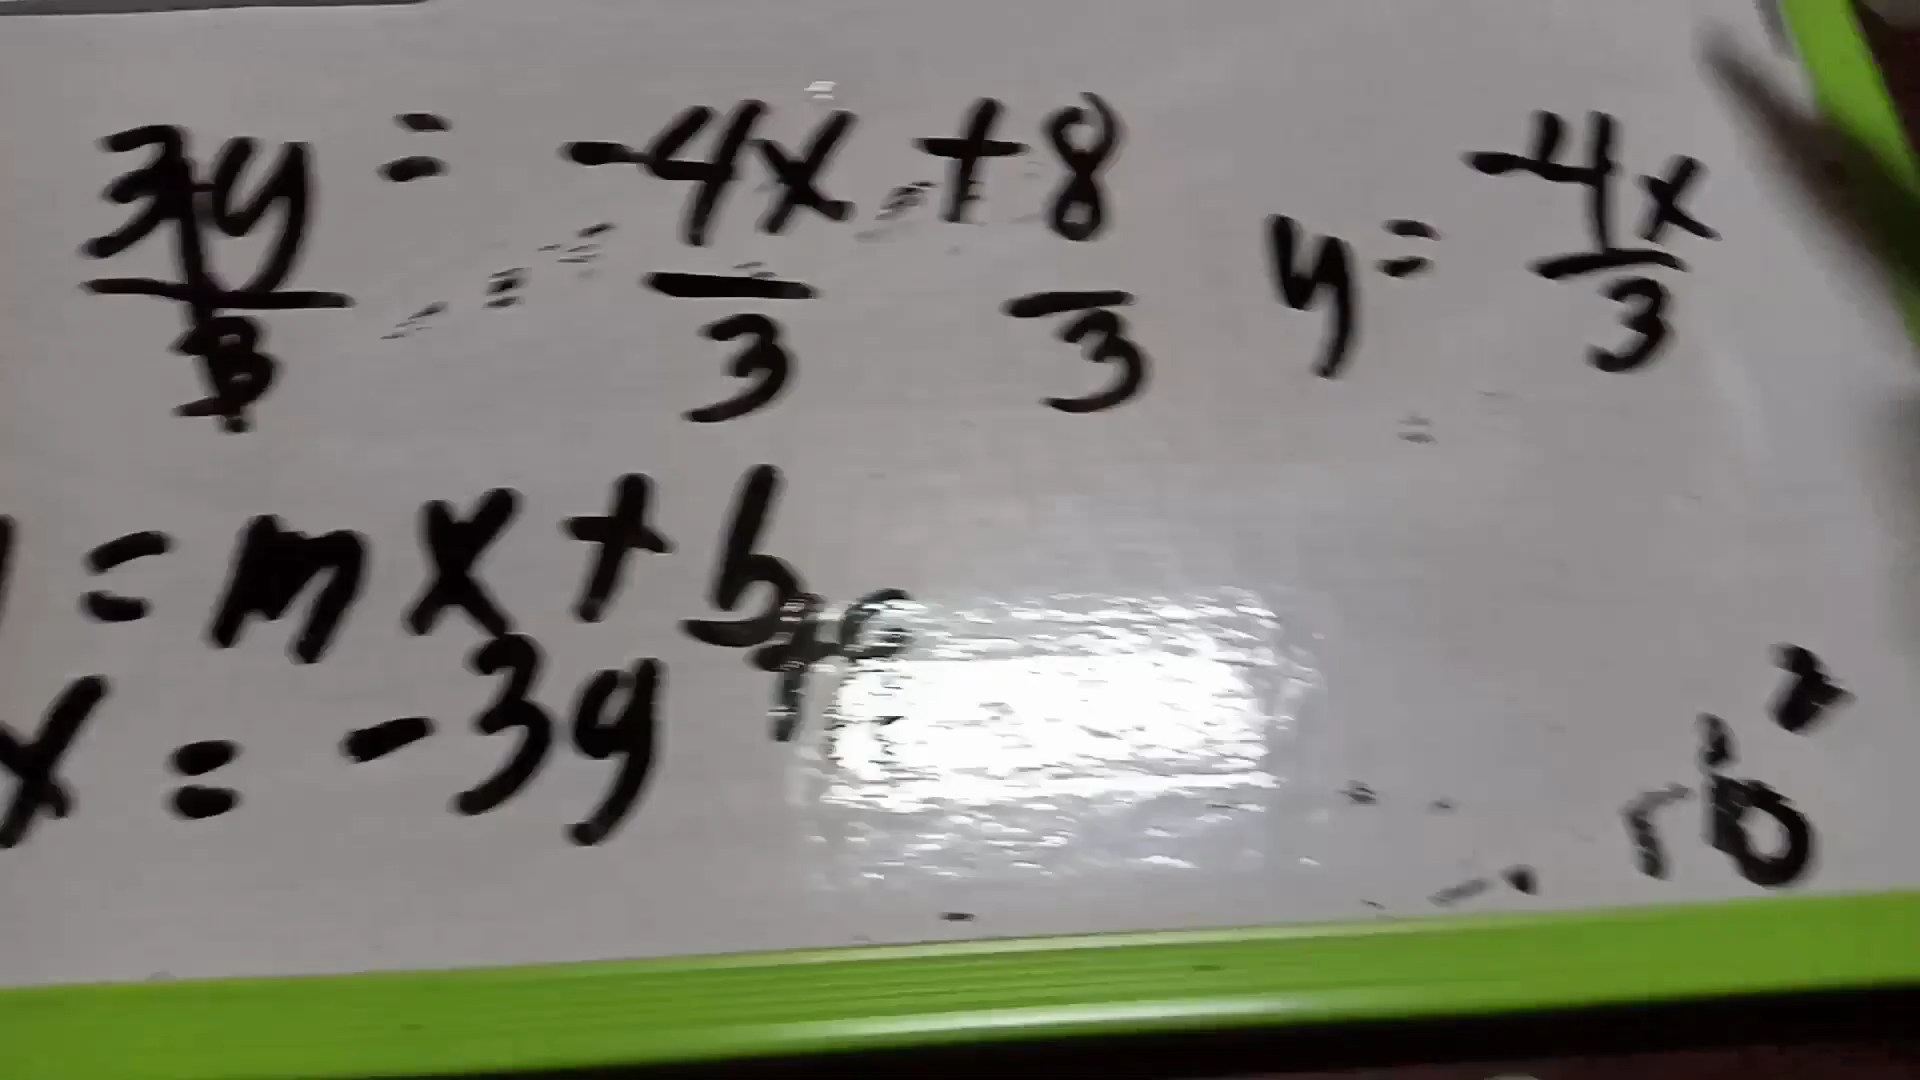 3y = -4x + 8 y = -4x
3 3 3 3
= mx + b
x = -3y